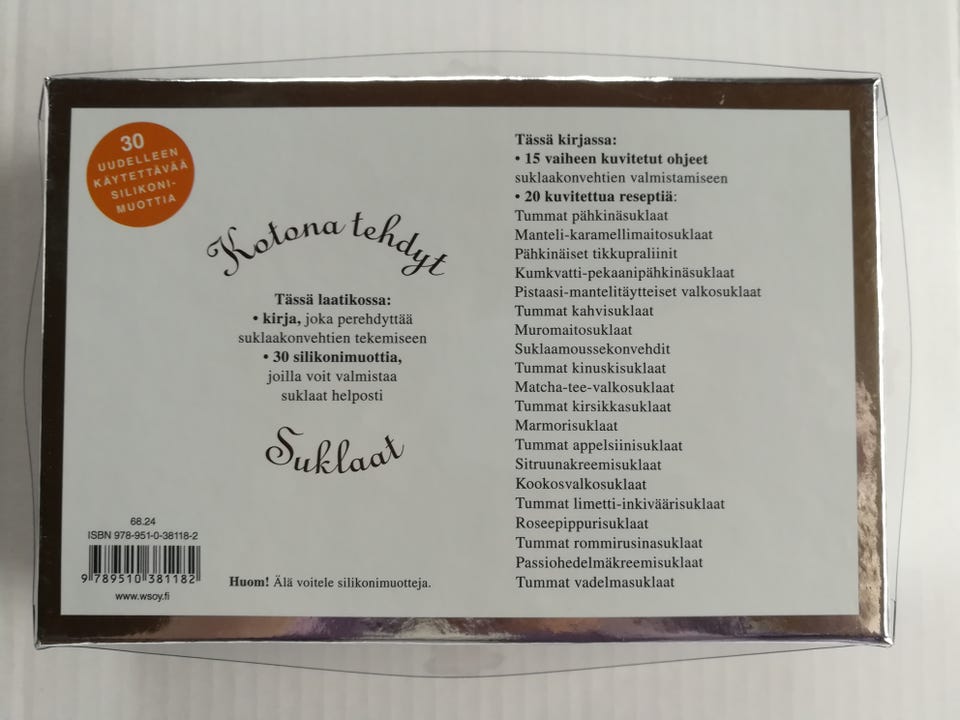 30
UUDELLEEN
KÄYTETTÄVÄÄ
SILIKONI-
MUOTTIA
Kotona tehdyt
Tässä laatikossa:
• kirja, joka perehdyttää
suklaakonvehtien tekemiseen
• 30 silikonimuottia,
joilla voit valmistaa
suklaat helposti
Suklaat
68.24
ISBN 978-951-0-38118-2
9 789510 381182
www.wsoy.fi
Huom! Älä voitele silikonimuotteja.
Tässä kirjassa:
• 15 vaiheen kuvitetut ohjeet
suklaakonvehtien valmistamiseen
• 20 kuvitettua reseptiä:
Tummat pähkinäsuklaat
Manteli-karamellimaitosuklaat
Pähkinäiset tikkupraliinit
Kumkvatti-pekaanipähkinäsuklaat
Pistaasi-mantelitäytteiset valkosuklaat
Tummat kahvisuklaat
Muromaitosuklaat
Suklaamoussekonvehdit
Tummat kinuskisuklaat
Matcha-tee-valkosuklaat
Tummat kirsikkasuklaat
Marmorisuklaat
Tummat appelsiinisuklaat
Sitruunakreemisuklaat
Kookosvalkosuklaat
Tummat limetti-inkiväärisuklaat
Roseepippurisuklaat
Tummat rommirusinasuklaat
Passiohedelmäkreemisuklaat
Tummat vadelmasuklaat